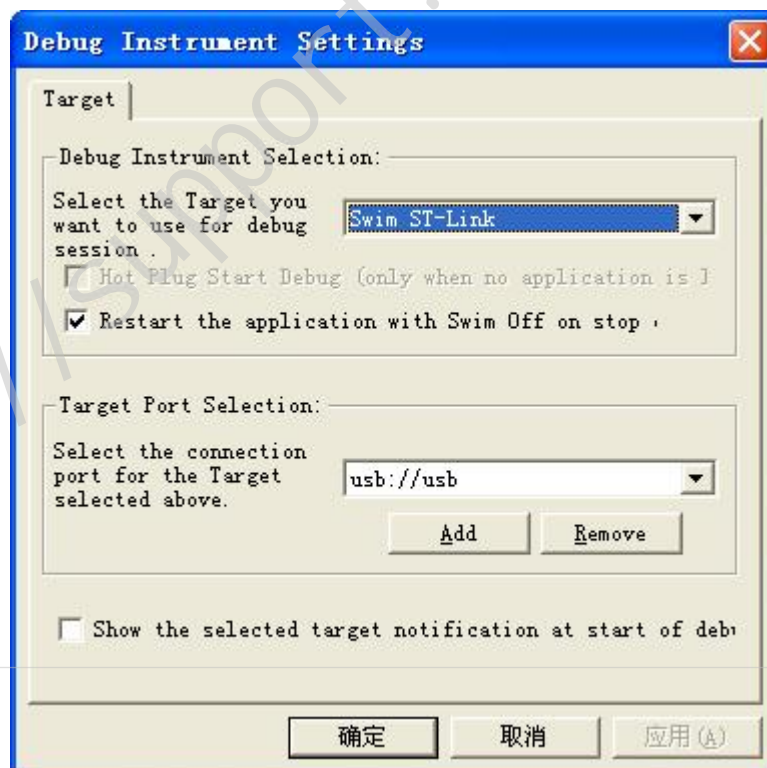 //support.
Debug Instrument Settings
Target
Debug Instrument Selection:
Select the Target you
want to use for debug
session .
Swim ST-Link
Hot Plug Start Debug (only when no application is
Restart the application with Swim Off on stop
Target Port Selection:
Select the connection
port for the Target
selected above.
usb://usb
Add
Remove
Show the selected target notification at start of
确定
取消
应用(A)